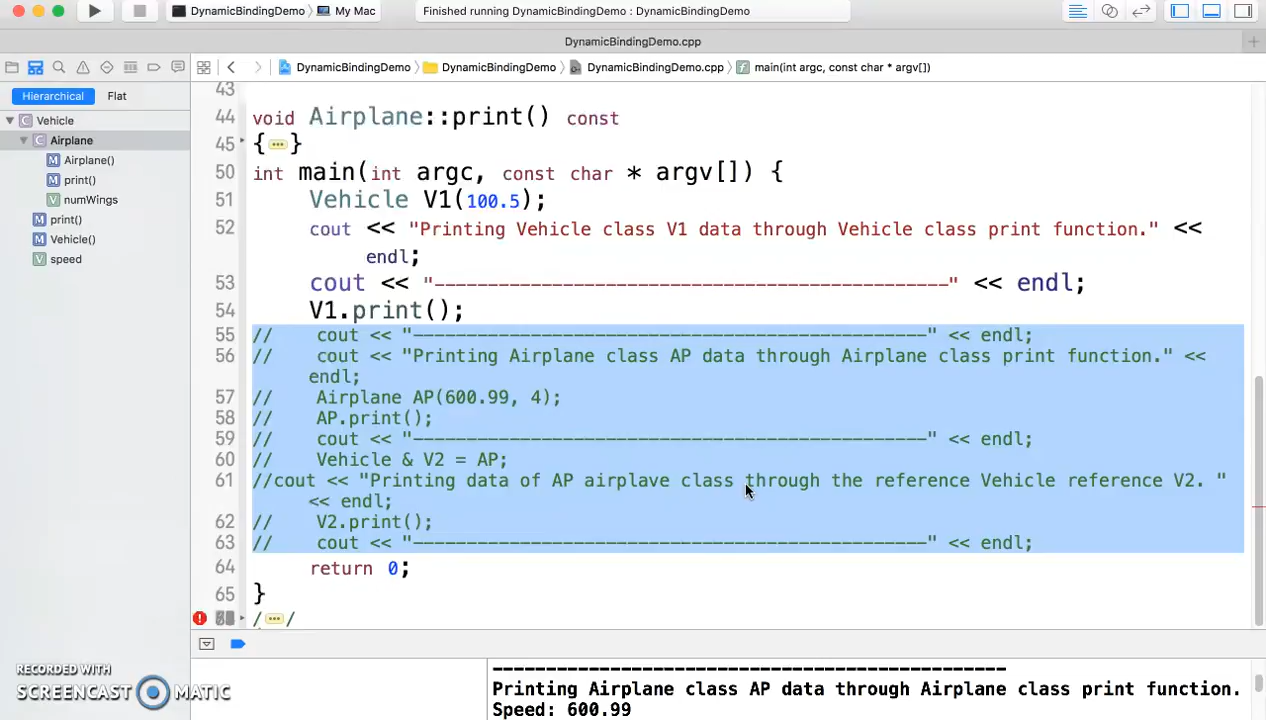 DynamicBindingDemo
My Mac
Finished running DynamicBindingDemo : DynamicBindingDemo
DynamicBindingDemo.cpp
DynamicBindingDemo
DynamicBindingDemo
DynamicBindingDemo.cpp
main(int argc, const char * argv[])
Hierarchical
Flat
Vehicle
Airplane
Airplane()
print()
numWings
print()
Vehicle()
speed
43
44 void Airplane::print() const
45 {...}
50 int main(int argc, const char * argv[]) {
51 Vehicle V1(100.5);
52 cout << "Printing Vehicle class V1 data through Vehicle class print function." <<
endl;
53 cout << "------------------------------------------------" << endl;
54 V1.print();
55 // cout << "------------------------------------------------" << endl;
56 // cout << "Printing Airplane class AP data through Airplane class print function." <<
endl;
57 // Airplane AP(600.99, 4);
58 // AP.print();
59 // cout << "------------------------------------------------" << endl;
60 // Vehicle & V2 = AP;
61 //cout << "Printing data of AP airplave class through the reference Vehicle reference V2. "
<< endl;
62 // V2.print();
63 // cout << "------------------------------------------------" << endl;
64 return 0;
65 }
/.../
------------------------------------------------
Printing Airplane class AP data through Airplane class print function.
Speed: 600.99
RECORDED WITH
SCREENCAST MATIC